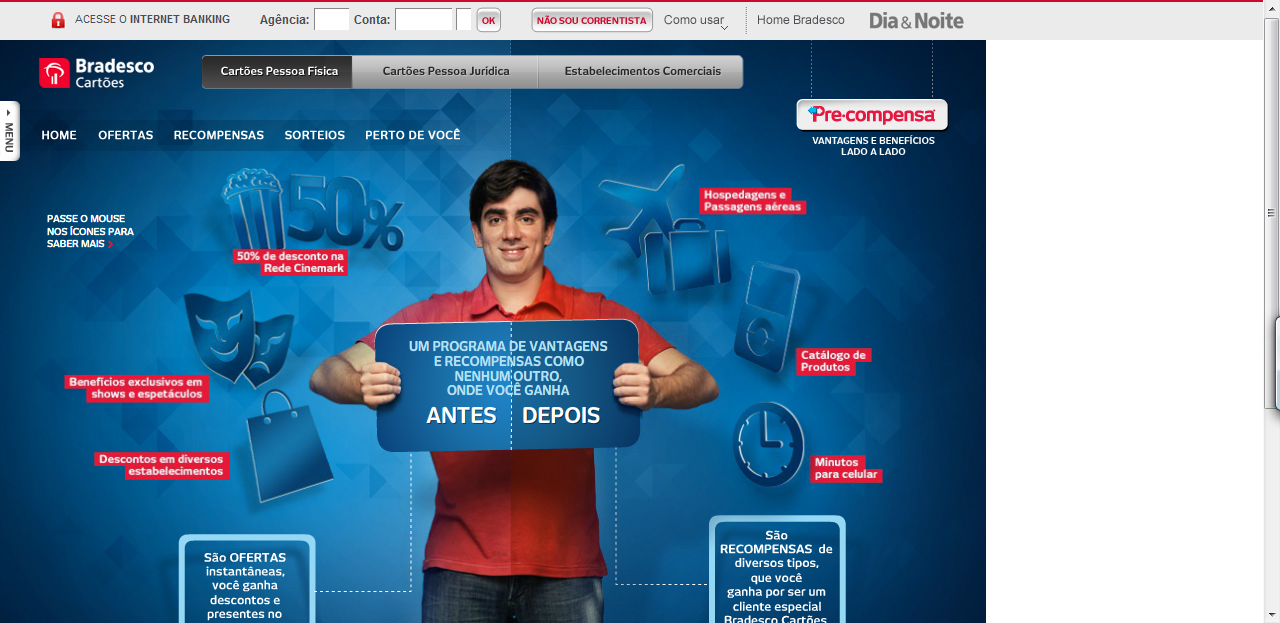 ACESSE O INTERNET BANKING Agência: Conta: OK NÃO SOU CORRENTISTA Como usar Home Bradesco Dia & Noite
Bradesco
Cartões
Cartões Pessoa Física Cartões Pessoa Jurídica Estabelecimentos Comerciais
MENU
HOME OFERTAS RECOMPENSAS SORTEIOS PERTO DE VOCÊ
Pre-compensa
VANTAGENS E BENEFÍCIOS
LADO A LADO
PASSE O MOUSE
NOS ÍCONES PARA
SABER MAIS >
50%
50% de desconto na
Rede Cinemark
Hospedagens e
Passagens aéreas
Benefícios exclusivos em
shows e espetáculos
Catálogo de
Produtos
UM PROGRAMA DE VANTAGENS
E RECOMPENSAS COMO
NENHUM OUTRO,
ONDE VOCÊ GANHA
ANTES DEPOIS
Descontos em diversos
estabelecimentos
Minutos
para celular
São OFERTAS
instantâneas,
você ganha
descontos e
presentes no
São
RECOMPENSAS de
diversos tipos,
que você
ganha por ser um
cliente especial
Bradesco Cartões,